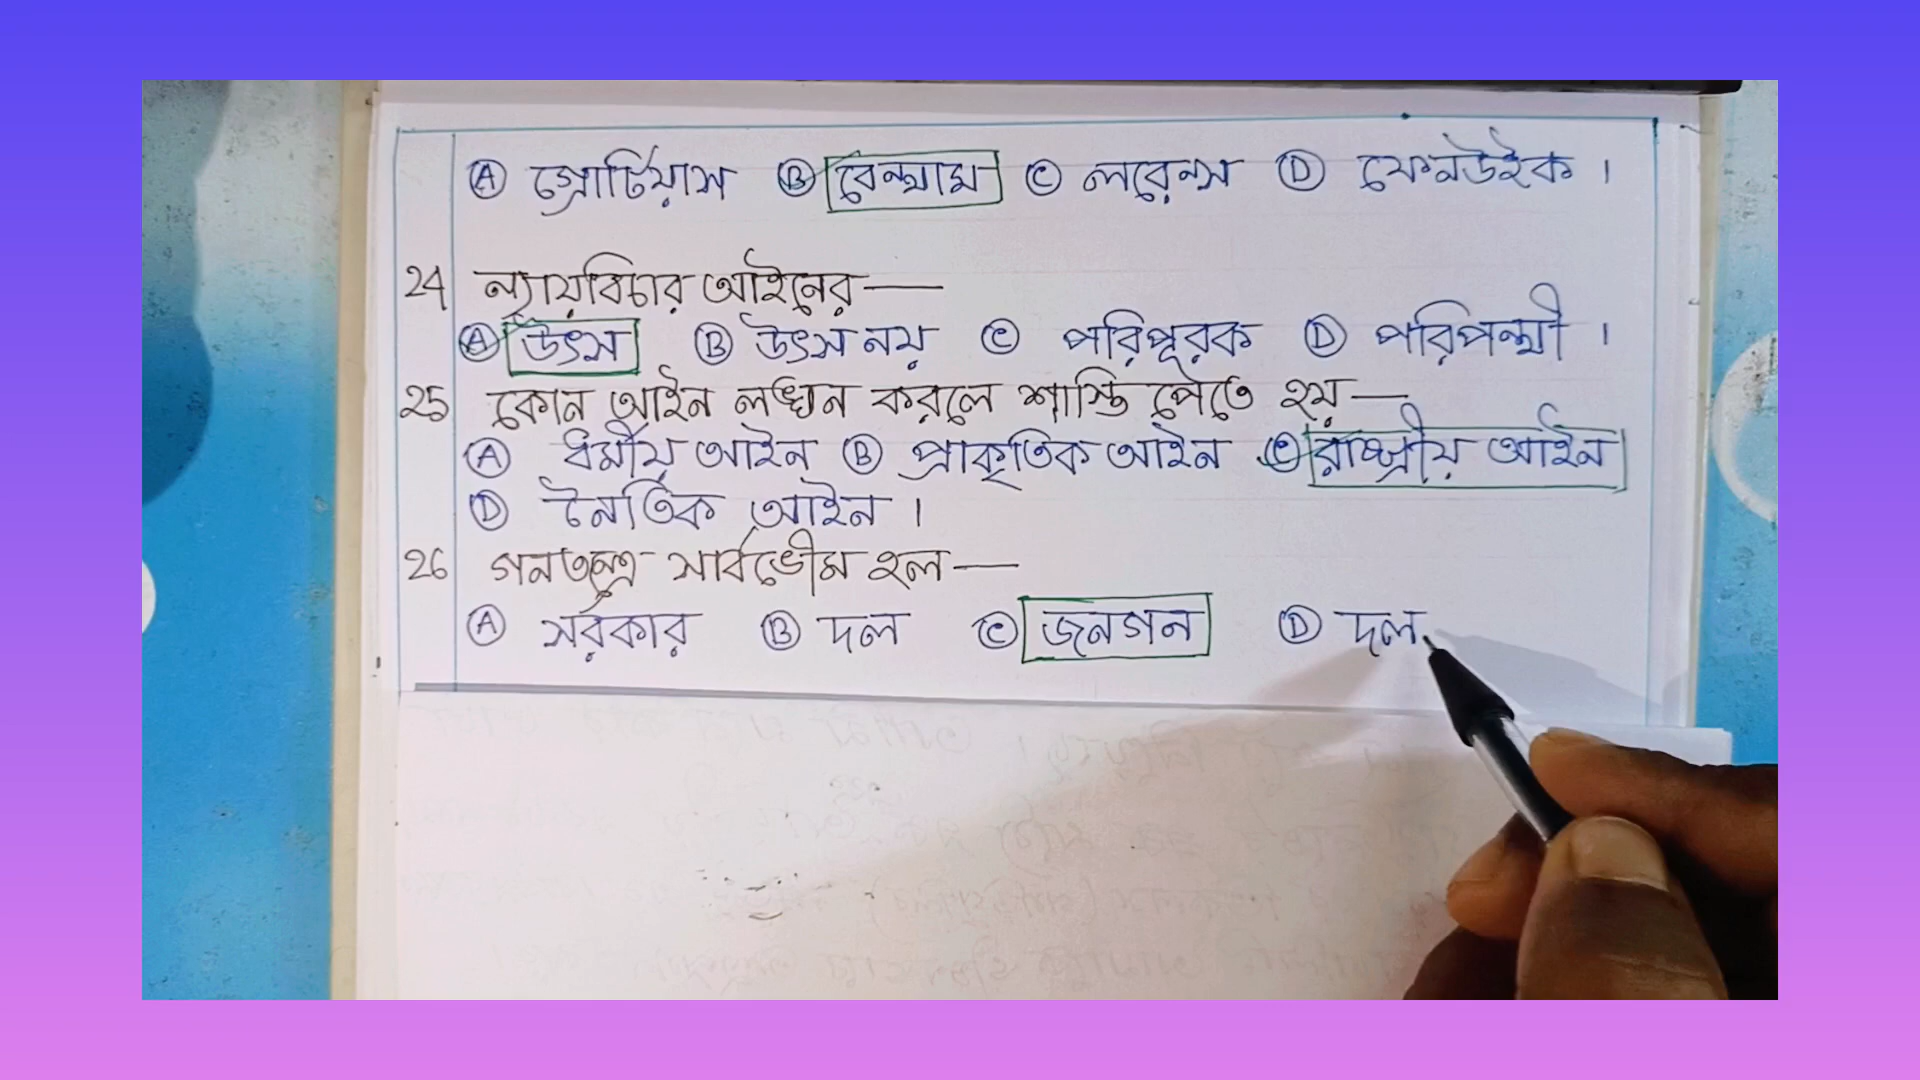 Ⓐ গ্রোটিয়াস Ⓑ বেন্থাম Ⓒ লরেন্স Ⓓ ফেনউইক।
24 ন্যায়বিচার আইনের —
Ⓐ উৎস Ⓑ উৎস নয় Ⓒ পরিপূরক Ⓓ পরিপন্থী।
25 কোন আইন লঙ্ঘন করলে শাস্তি পেতে হয় —
Ⓐ ধর্মীয় আইন Ⓑ প্রাকৃতিক আইন Ⓒ রাষ্ট্রীয় আইন
Ⓓ নৈতিক আইন।
26 গনতন্ত্রে সার্বভৌম হল —
Ⓐ সরকার Ⓑ দল Ⓒ জনগন Ⓓ দল